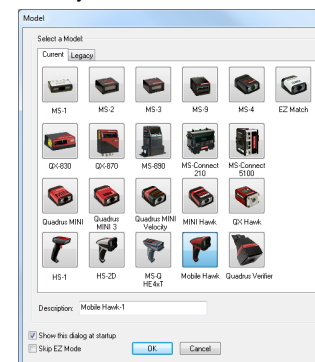 Model
Select a Model:
Current Legacy
MS-1 MS-2 MS-3 MS-9 MS-4 EZ Match
QX-830 QX-870 MS-890 MS-Connect 210 MS-Connect 5100
Quadrus MINI Quadrus MINI 3 Quadrus MINI Velocity MINI Hawk QX Hawk
HS-1 HS-2D MS-Q HE4xT Mobile Hawk Quadrus Verifier
Description: Mobile Hawk-1
Show this dialog at startup
Skip EZ Mode OK Cancel